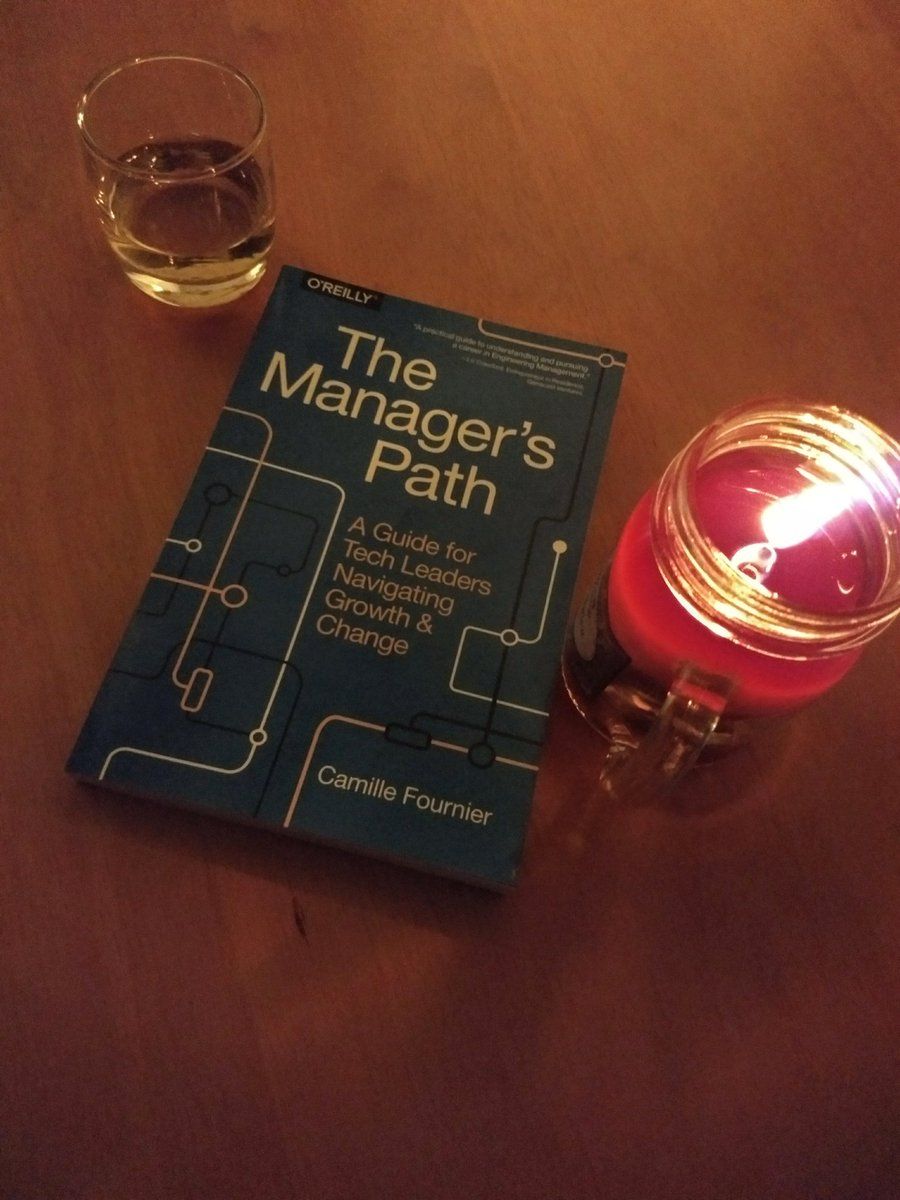 O'REILLY®
"A practical guide to understanding and pursuing
a career in Engineering Management."
The
Manager's
Path
A Guide for
Tech Leaders
Navigating
Growth &
Change
Camille Fournier